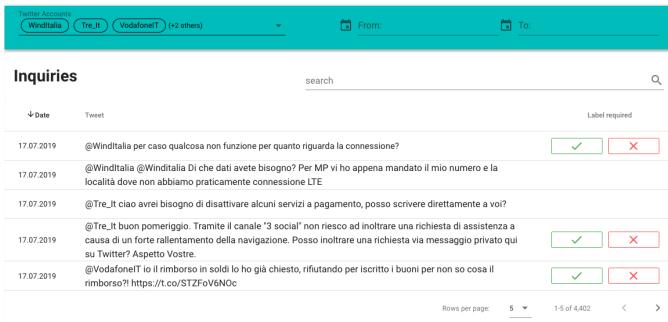 Twitter Accounts
WindItalia Tre_It VodafoneIT (+2 others) From: To:
Inquiries
search
Date Tweet Label required
17.07.2019 @WindItalia per caso qualcosa non funzione per quanto riguarda la connessione?
@WindItalia @Winditalia Di che dati avete bisogno? Per MP vi ho appena mandato il mio numero e la
17.07.2019
località dove non abbiamo praticamente connessione LTE
17.07.2019 @Tre_It ciao avrei bisogno di disattivare alcuni servizi a pagamento, posso scrivere direttamente a voi?
@Tre_It buon pomeriggio. Tramite il canale "3 social" non riesco ad inoltrare una richiesta di assistenza a
17.07.2019 causa di un forte rallentamento della navigazione. Posso inoltrare una richiesta via messaggio privato qui
su Twitter? Aspetto Vostre.
@VodafoneIT io il rimborso in soldi lo ho già chiesto, rifiutando per iscritto i buoni per non so cosa il
17.07.2019
rimborso?! https://t.co/STZFoV6NOc
Rows per page: 5 1-5 of 4,402